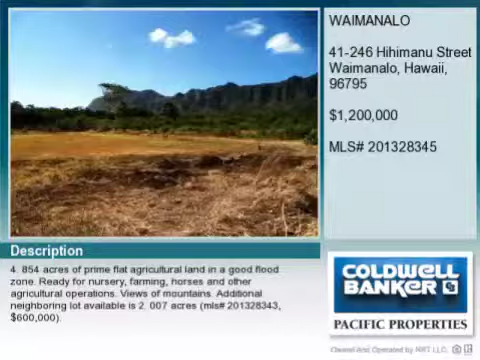 WAIMANALO
41-246 Hihimanu Street
Waimanalo, Hawaii,
96795
$1,200,000
MLS# 201328345
Description
4. 854 acres of prime flat agricultural land in a good flood
zone. Ready for nursery, farming, horses and other
agricultural operations. Views of mountains. Additional
neighboring lot available is 2. 007 acres (mls# 201328343,
$600,000).
COLDWELL
BANKER
CB
PACIFIC PROPERTIES
Owned And Operated by NRT LLC.